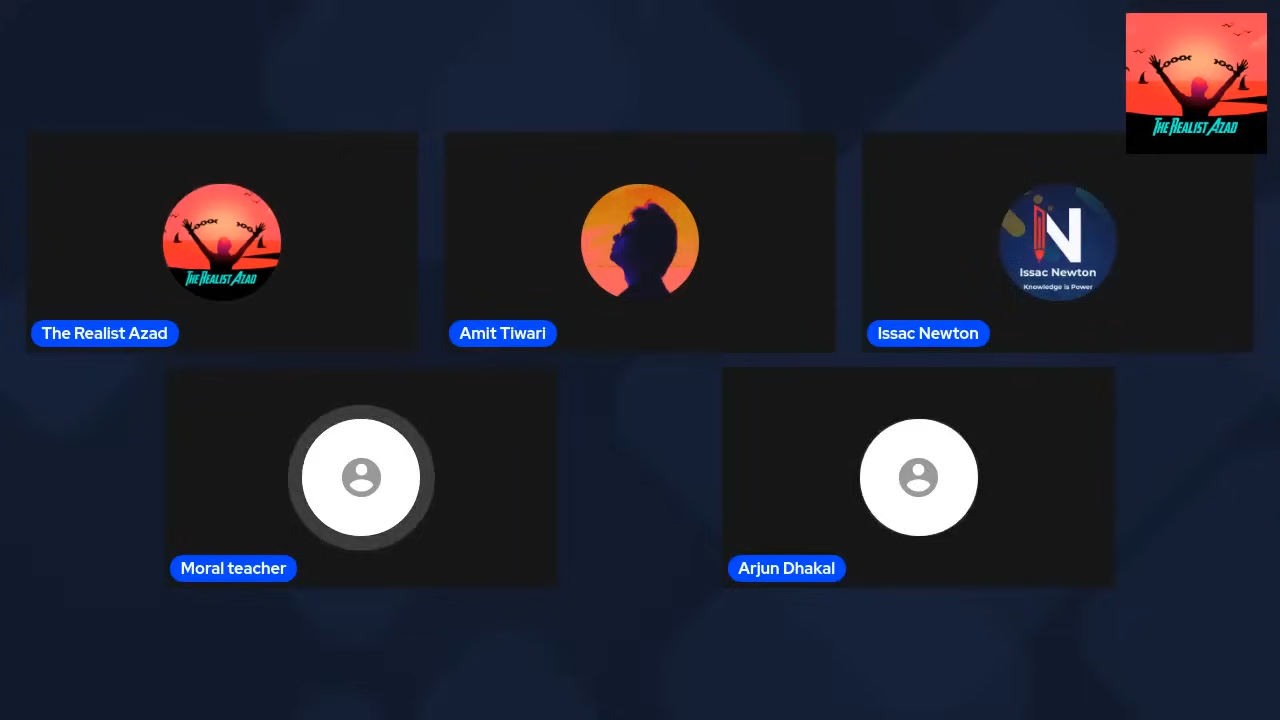 THE REALIST AZAD
THE REALIST AZAD
N
Issac Newton
Knowledge is Power
The Realist Azad
Amit Tiwari
Issac Newton
Moral teacher
Arjun Dhakal